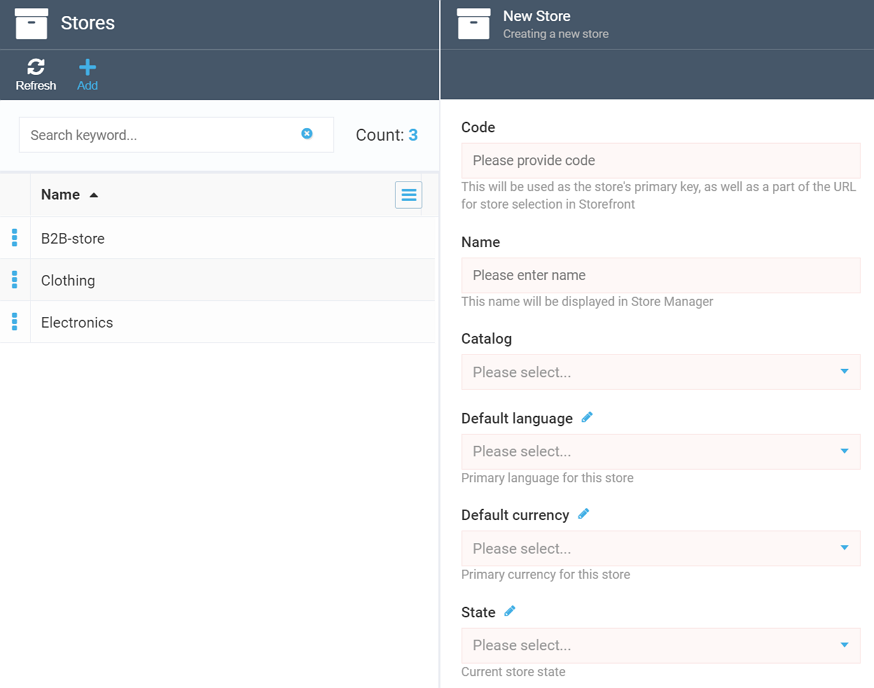 Stores
Refresh
Add
Search keyword...
Count: 3
Name
B2B-store
Clothing
Electronics
New Store
Creating a new store
Code
Please provide code
This will be used as the store's primary key, as well as a part of the URL
for store selection in Storefront
Name
Please enter name
This name will be displayed in Store Manager
Catalog
Please select...
Default language
Please select...
Primary language for this store
Default currency
Please select...
Primary currency for this store
State
Please select...
Current store state